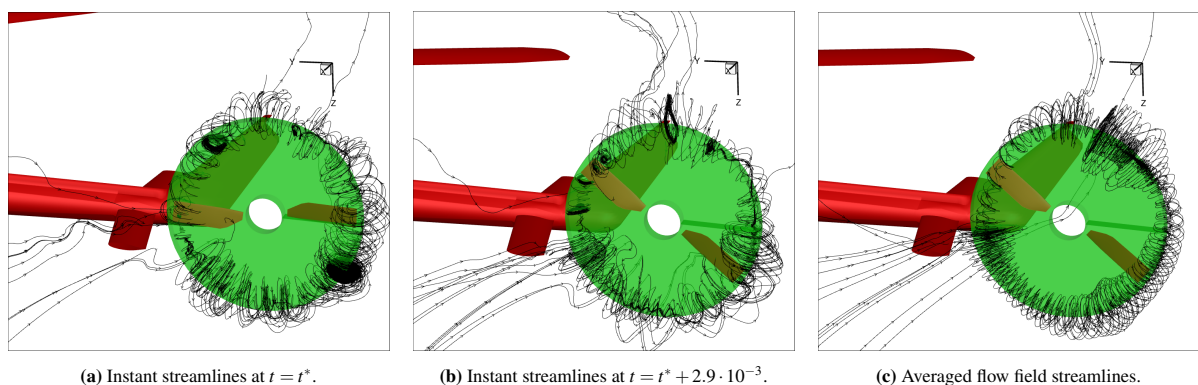 Y
Z
Y
Z
Y
Z
(a) Instant streamlines at t = t*.
(b) Instant streamlines at t = t* + 2.9 · 10⁻³.
(c) Averaged flow field streamlines.